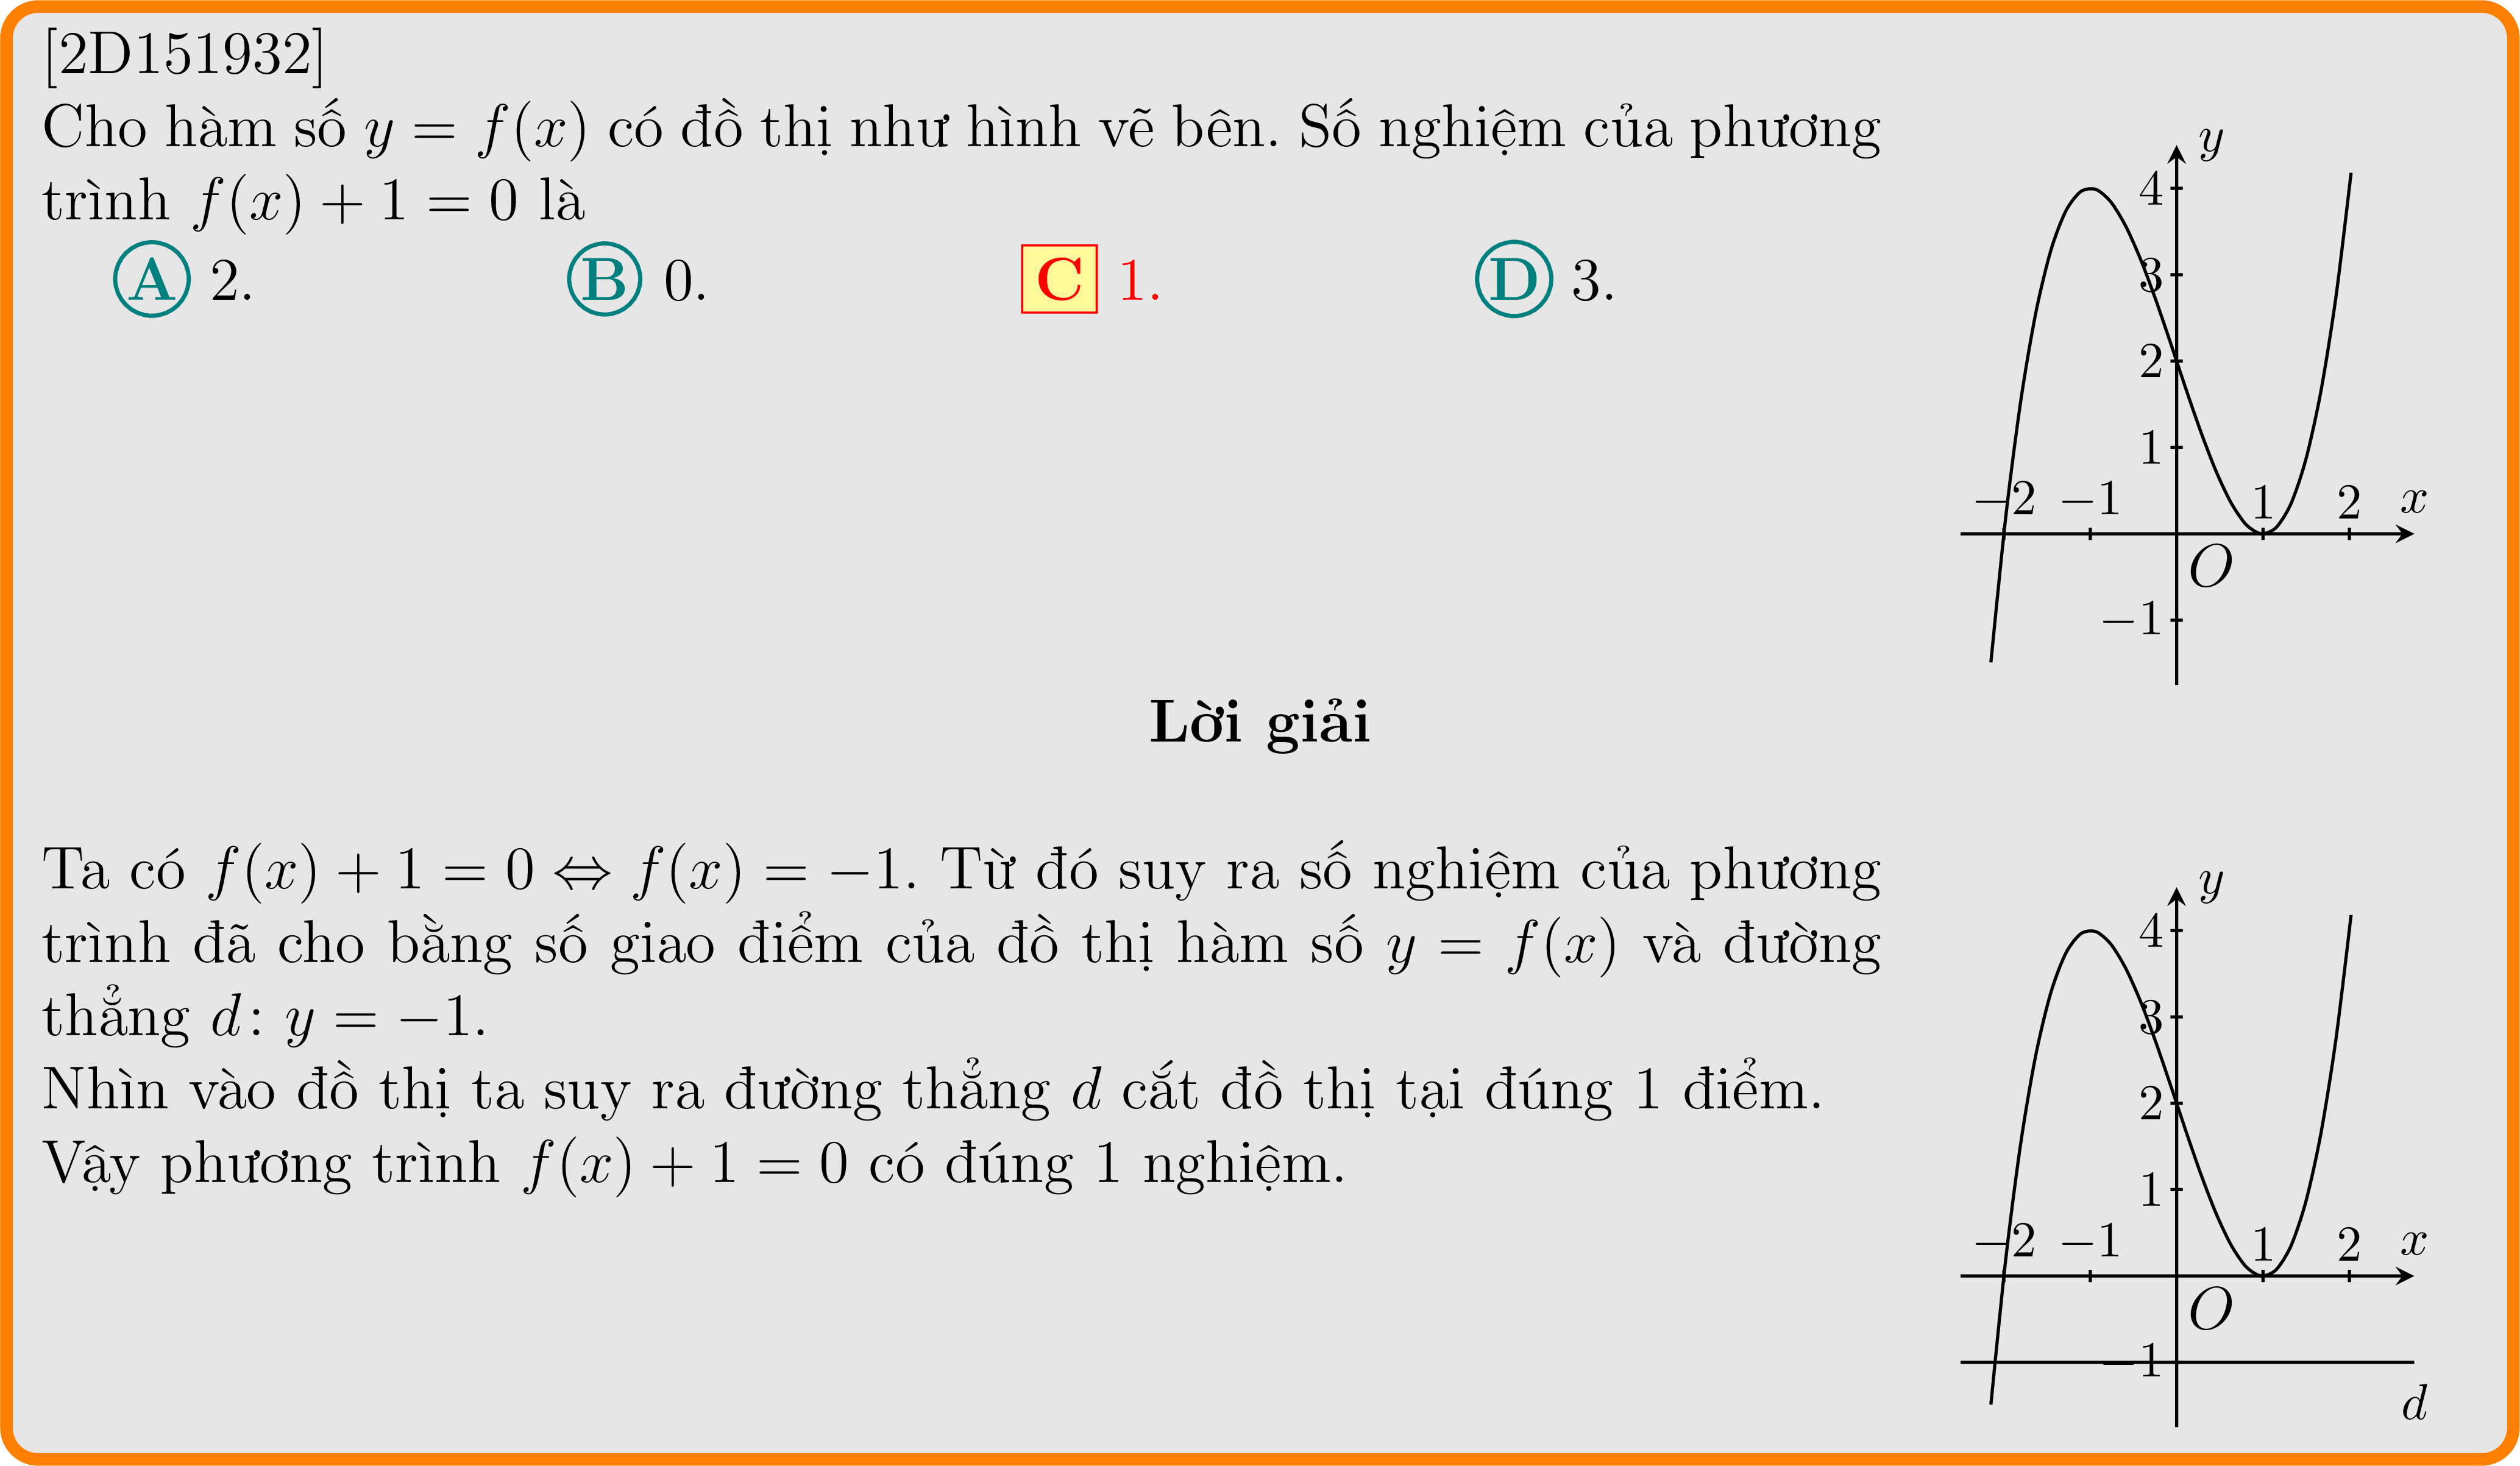 [2D151932]
Cho hàm số y = f(x) có đồ thị như hình vẽ bên. Số nghiệm của phương
trình f(x) + 1 = 0 là
A 2. B 0. C 1. D 3.
y
4
3
2
1
−2 −1 1 2 x
O
−1
Lời giải
Ta có f(x) + 1 = 0 ⇔ f(x) = −1. Từ đó suy ra số nghiệm của phương
trình đã cho bằng số giao điểm của đồ thị hàm số y = f(x) và đường
thẳng d: y = −1.
Nhìn vào đồ thị ta suy ra đường thẳng d cắt đồ thị tại đúng 1 điểm.
Vậy phương trình f(x) + 1 = 0 có đúng 1 nghiệm.
y
4
3
2
1
−2 −1 1 2 x
O
−1
d